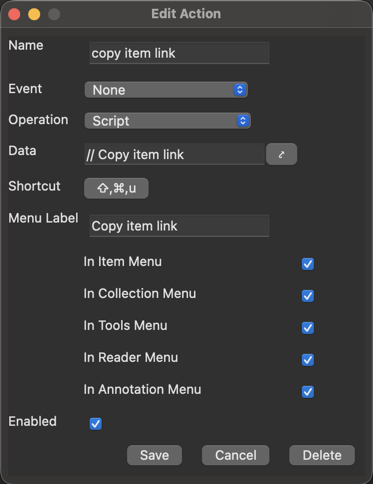 Edit Action
Name copy item link
Event None
Operation Script
Data // Copy item link
Shortcut ⇧,⌘,u
Menu Label Copy item link
In Item Menu
In Collection Menu
In Tools Menu
In Reader Menu
In Annotation Menu
Enabled
Save Cancel Delete